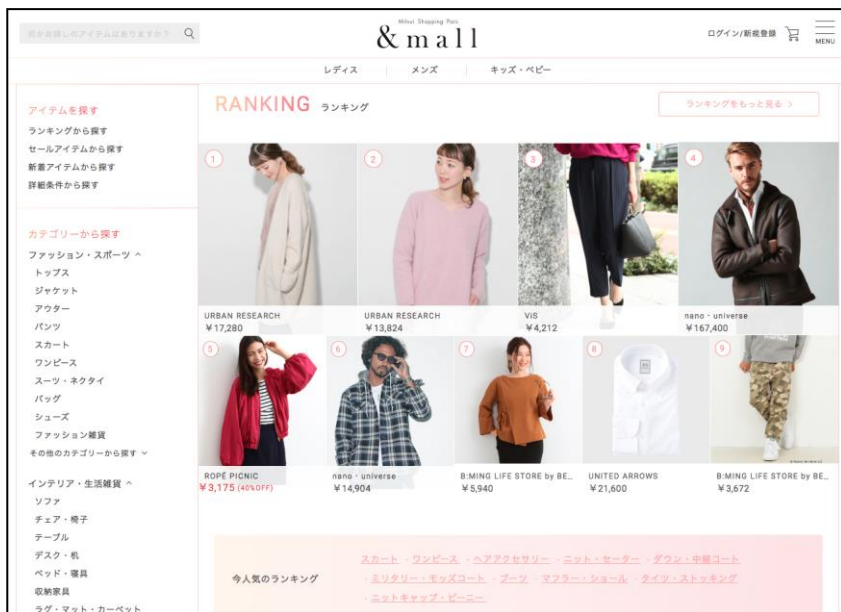 何かお探しのアイテムはありますか？
Mitsui Shopping Park
&mall
ログイン/新規登録
MENU
レディス
メンズ
キッズ・ベビー
アイテムを探す
ランキングから探す
セールアイテムから探す
新着アイテムから探す
詳細条件から探す
カテゴリーから探す
ファッション・スポーツ
トップス
ジャケット
アウター
パンツ
スカート
ワンピース
スーツ・ネクタイ
バッグ
シューズ
ファッション雑貨
その他のカテゴリーから探す
インテリア・生活雑貨
ソファ
チェア・椅子
テーブル
デスク・机
ベッド・寝具
収納家具
ラグ・マット・カーペット
RANKING ランキング
ランキングをもっと見る >
1
URBAN RESEARCH
¥17,280
2
URBAN RESEARCH
¥13,824
3
ViS
¥4,212
4
nano・universe
¥167,400
5
ROPÉ PICNIC
¥3,175 (40%OFF)
6
nano・universe
¥14,904
7
B:MING LIFE STORE by BE...
¥5,940
8
UNITED ARROWS
¥21,600
9
B:MING LIFE STORE by BE...
¥3,672
今人気のランキング
スカート・ワンピース・ヘアアクセサリー・ニット・セーター・ダウン・中綿コート
・ミリタリー・モッズコート・ブーツ・マフラー・ショール・タイツ・ストッキング
・ニットキャップ・ビーニー